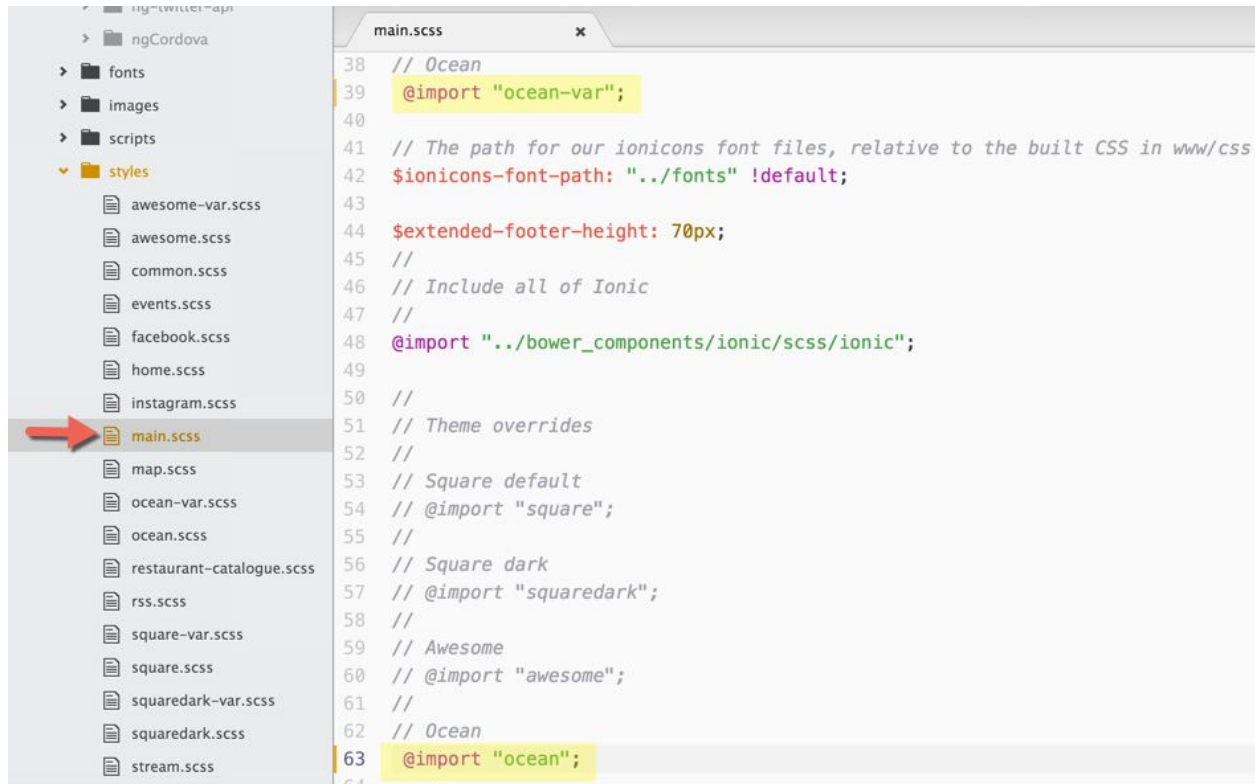 ng-twitter-api
ngCordova
fonts
images
scripts
styles
awesome-var.scss
awesome.scss
common.scss
events.scss
facebook.scss
home.scss
instagram.scss
main.scss
map.scss
ocean-var.scss
ocean.scss
restaurant-catalogue.scss
rss.scss
square-var.scss
square.scss
squaredark-var.scss
squaredark.scss
stream.scss
main.scss ×
38 // Ocean
39 @import "ocean-var";
40
41 // The path for our ionicons font files, relative to the built CSS in www/css
42 $ionicons-font-path: "../fonts" !default;
43
44 $extended-footer-height: 70px;
45 //
46 // Include all of Ionic
47 //
48 @import "../bower_components/ionic/scss/ionic";
49
50 //
51 // Theme overrides
52 //
53 // Square default
54 // @import "square";
55 //
56 // Square dark
57 // @import "squaredark";
58 //
59 // Awesome
60 // @import "awesome";
61 //
62 // Ocean
63 @import "ocean";
64